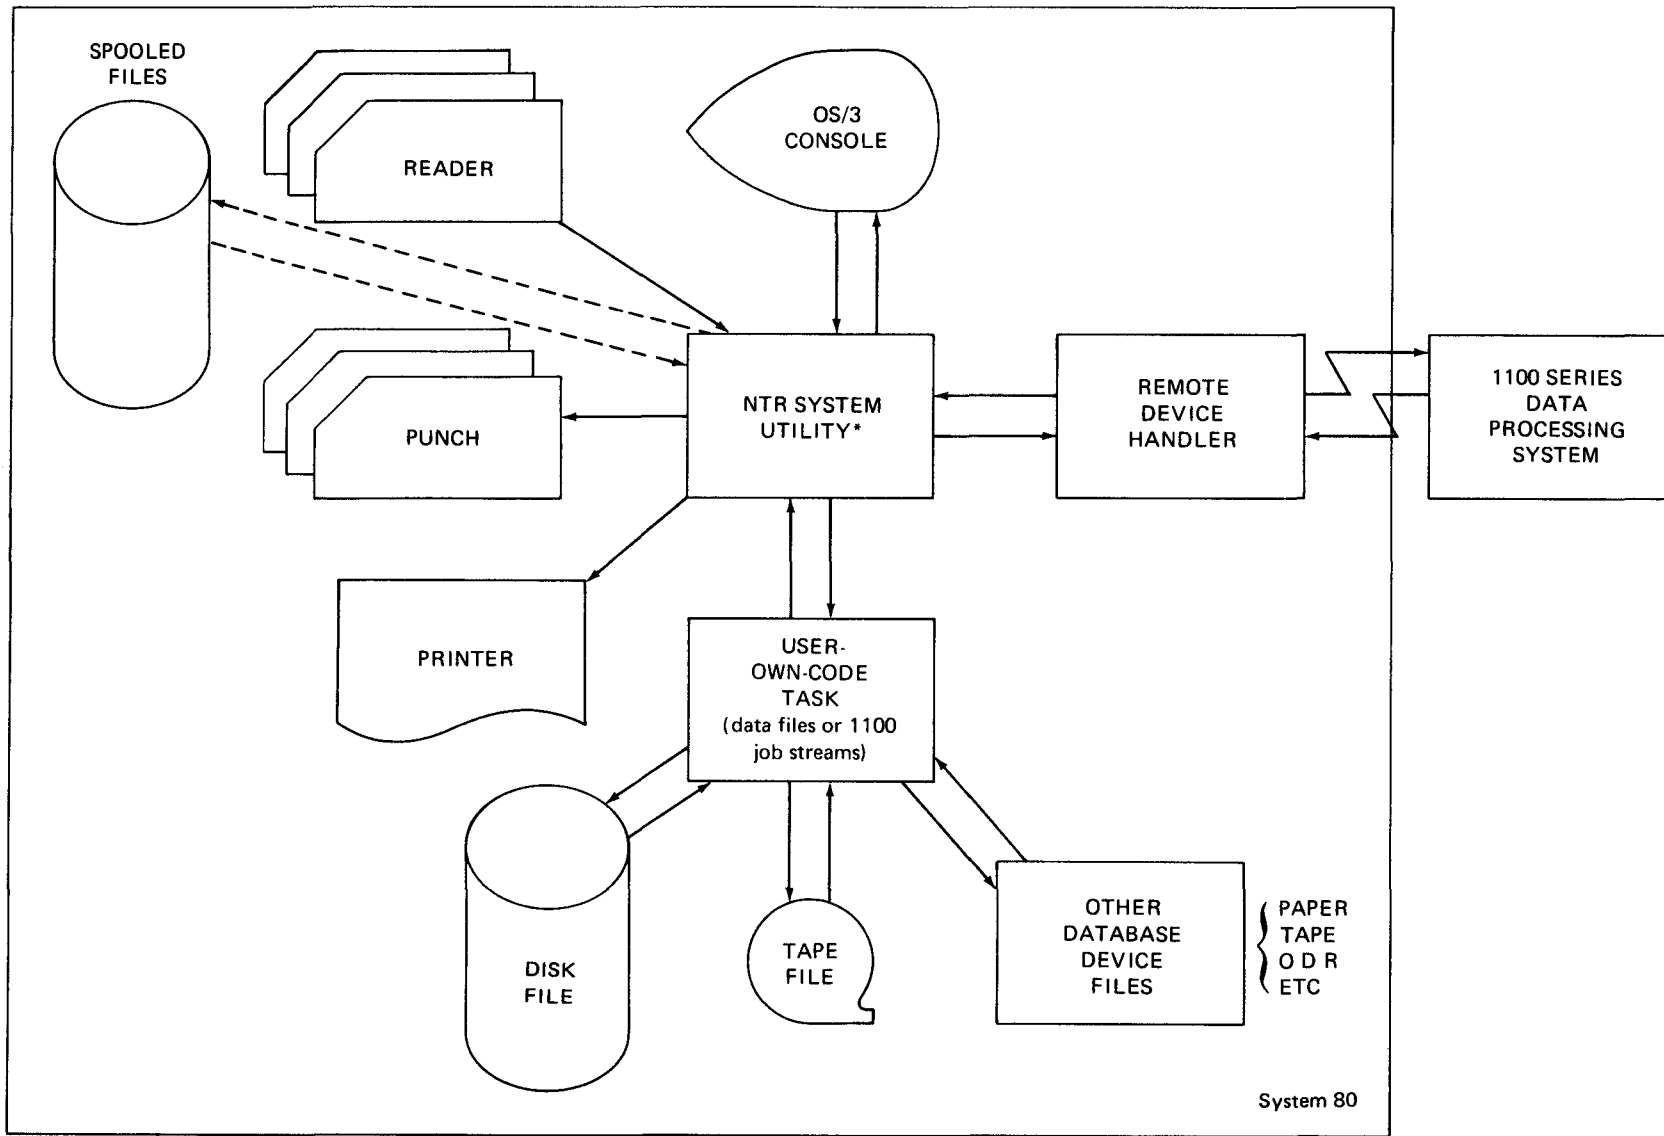 SPOOLED
FILES
READER
OS/3
CONSOLE
PUNCH
NTR SYSTEM
UTILITY*
REMOTE
DEVICE
HANDLER
1100 SERIES
DATA
PROCESSING
SYSTEM
PRINTER
USER-
OWN-CODE
TASK
(data files or 1100
job streams)
DISK
FILE
TAPE
FILE
OTHER
DATABASE
DEVICE
FILES
PAPER
TAPE
O D R
ETC
System 80